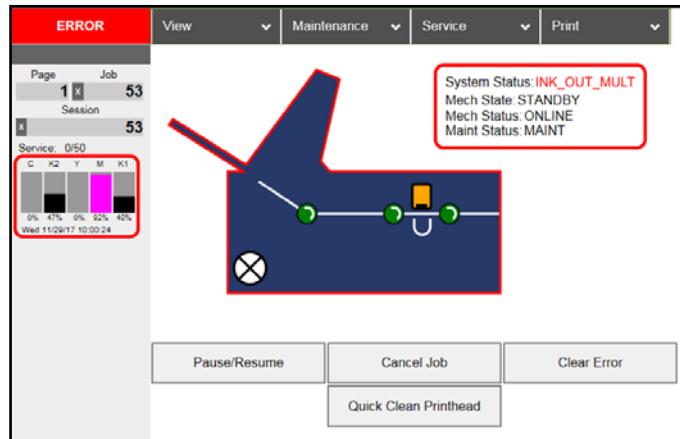 ERROR View Maintenance Service Print
Page Job
1 x 53
Session
x 53
Service: 0/50
C K2 Y M K1
0% 47% 0% 92% 40%
Wed 11/29/17 10:00:24
System Status: INK_OUT_MULT
Mech State: STANDBY
Mech Status: ONLINE
Maint Status: MAINT
Pause/Resume Cancel Job Clear Error
Quick Clean Printhead